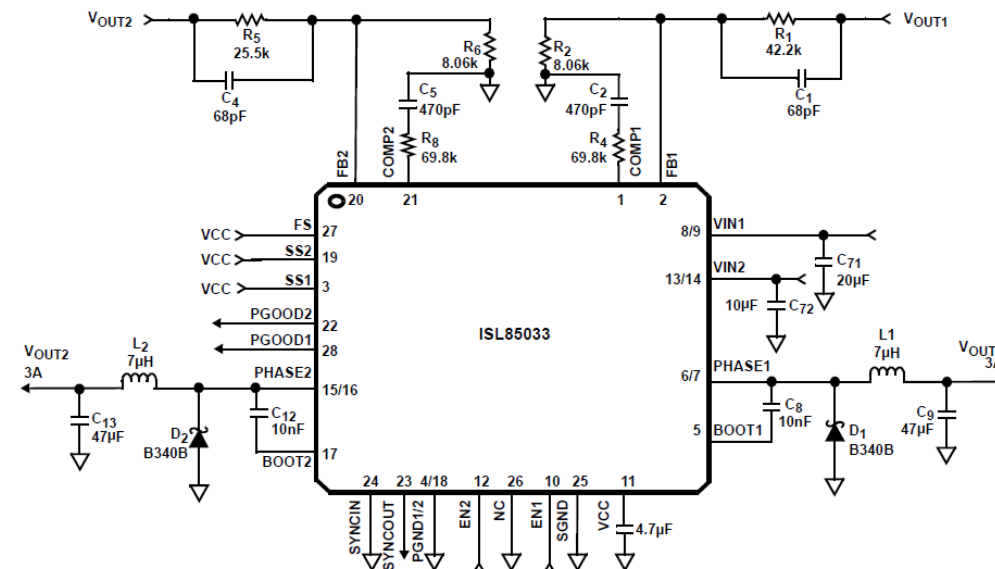 VOUT2
R5
25.5k
C4
68pF
R6
8.06k
C5
470pF
R8
69.8k
R2
8.06k
C2
470pF
R4
69.8k
R1
42.2k
C1
68pF
VOUT1
FB2
COMP2
COMP1
FB1
20
21
1
2
VCC
FS
27
VCC
SS2
19
VCC
SS1
3
PGOOD2
22
PGOOD1
28
VOUT2
3A
L2
7µH
PHASE2
15/16
C13
47µF
D2
B340B
C12
10nF
BOOT2
17
ISL85033
8/9
VIN1
C71
20µF
13/14
VIN2
10µF
C72
6/7
PHASE1
L1
7µH
VOUT
3A
C8
10nF
5
BOOT1
D1
B340B
C9
47µF
24
23
4/18
12
26
10
25
11
SYNCIN
SYNCOUT
PGND1/2
EN2
NC
EN1
SGND
VCC
4.7µF